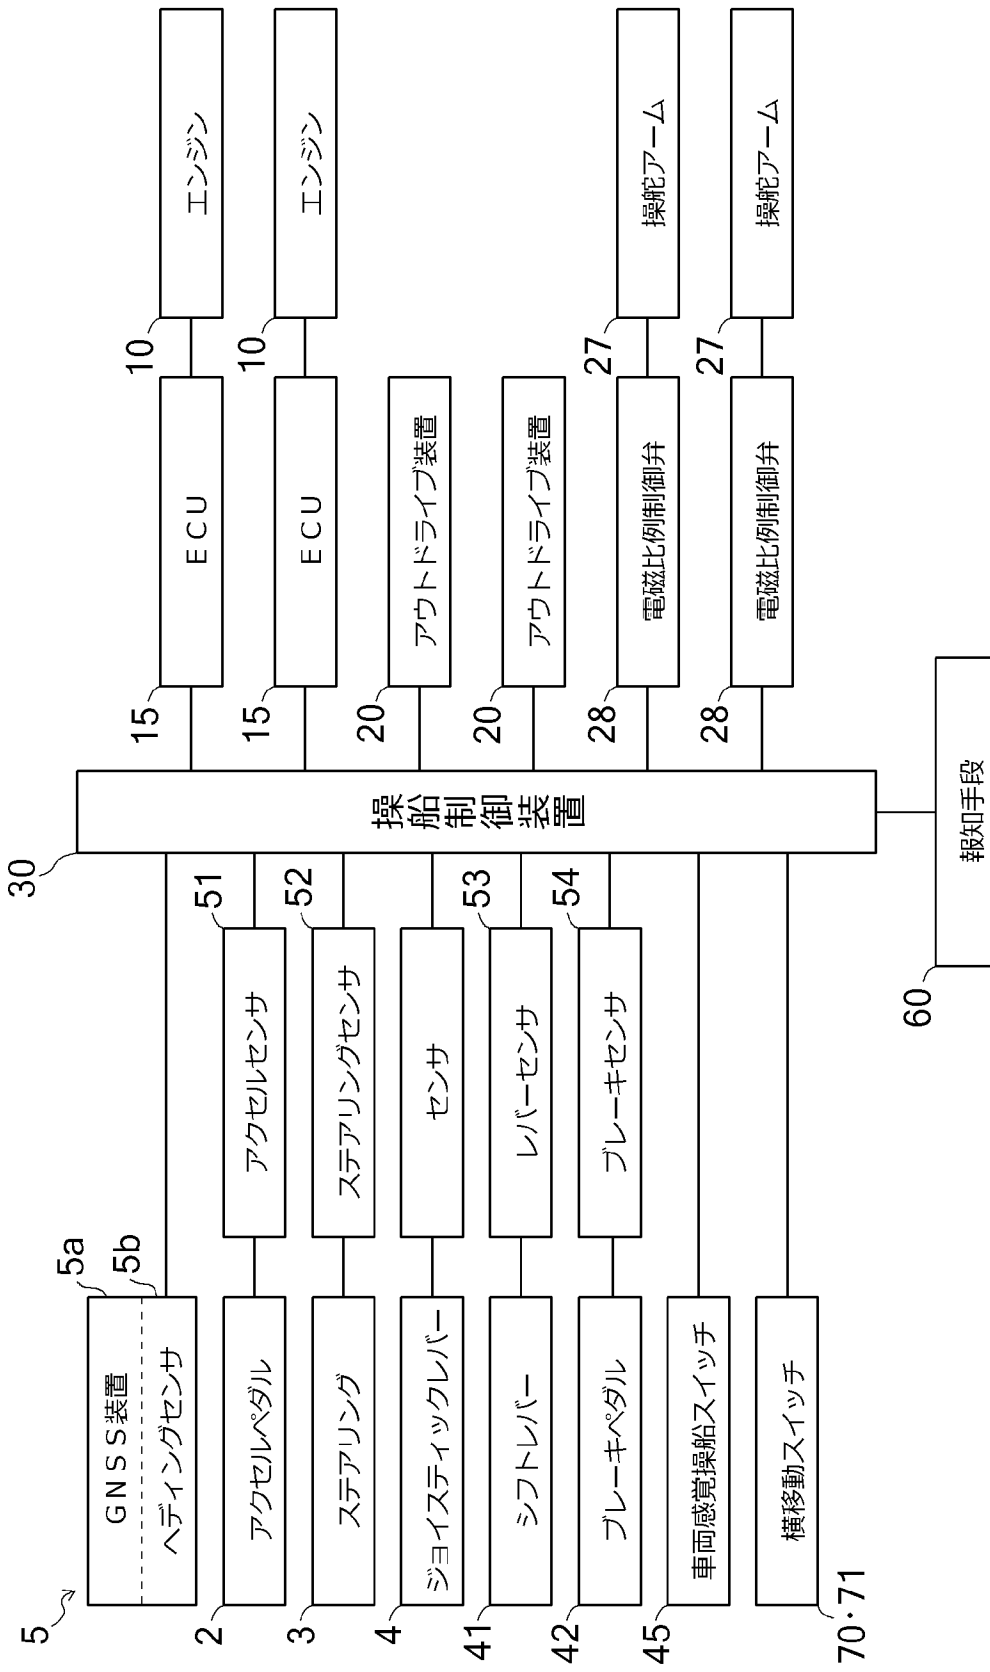 5
5a
GNSS装置
5b
ヘディングセンサ
2
アクセルペダル
51
アクセルセンサ
3
ステアリング
52
ステアリングセンサ
4
ジョイスティックレバー
センサ
41
シフトレバー
53
レバーセンサ
42
ブレーキペダル
54
ブレーキセンサ
45
車両感覚操船スイッチ
70・71
横移動スイッチ
30
操船制御装置
60
報知手段
15
ECU
10
エンジン
15
ECU
10
エンジン
20
アウトドライブ装置
20
アウトドライブ装置
28
電磁比例制御弁
27
操舵アーム
28
電磁比例制御弁
27
操舵アーム